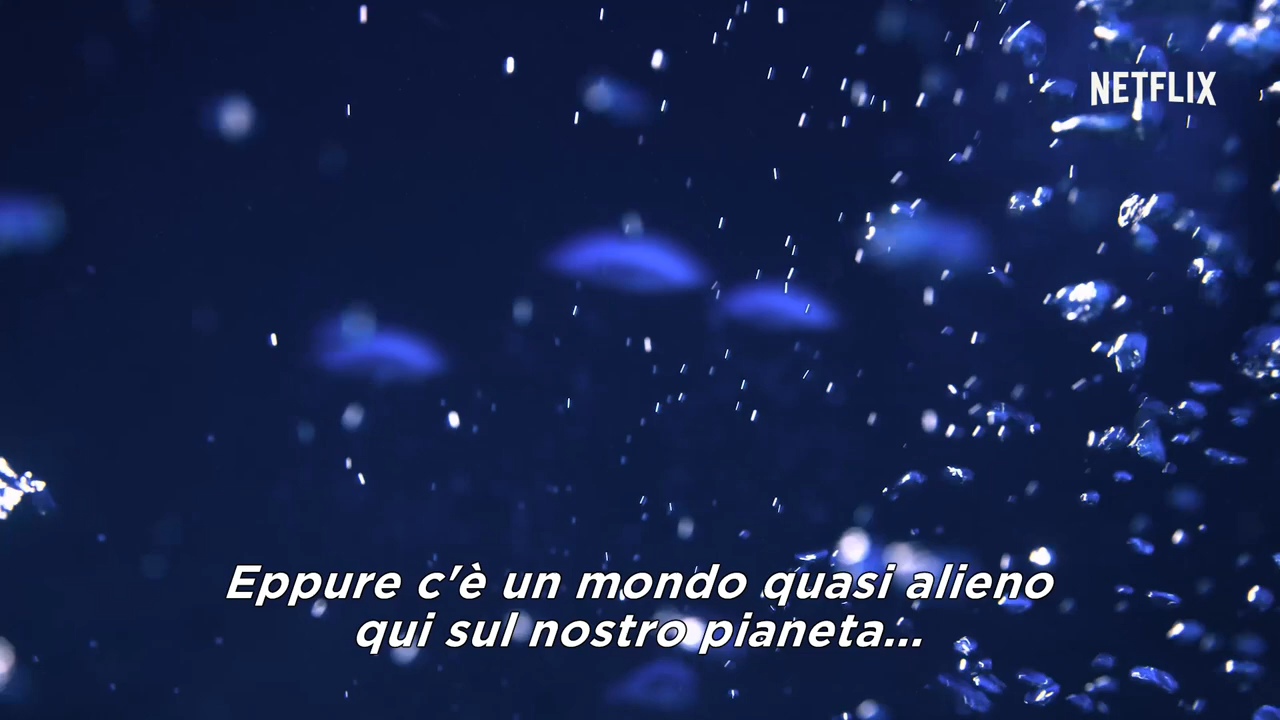 NETFLIX
Eppure c'è un mondo quasi alieno
qui sul nostro pianeta...